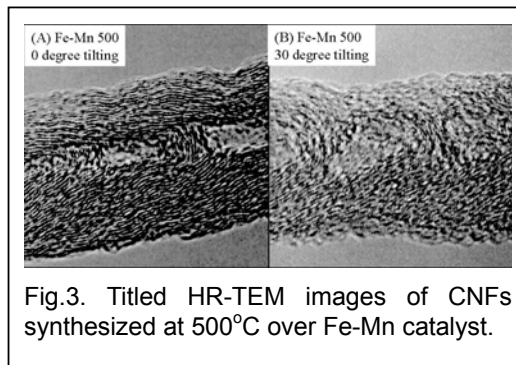 (A) Fe-Mn 500
0 degree tilting
(B) Fe-Mn 500
30 degree tilting
Fig.3. Titled HR-TEM images of CNFs
synthesized at 500°C over Fe-Mn catalyst.